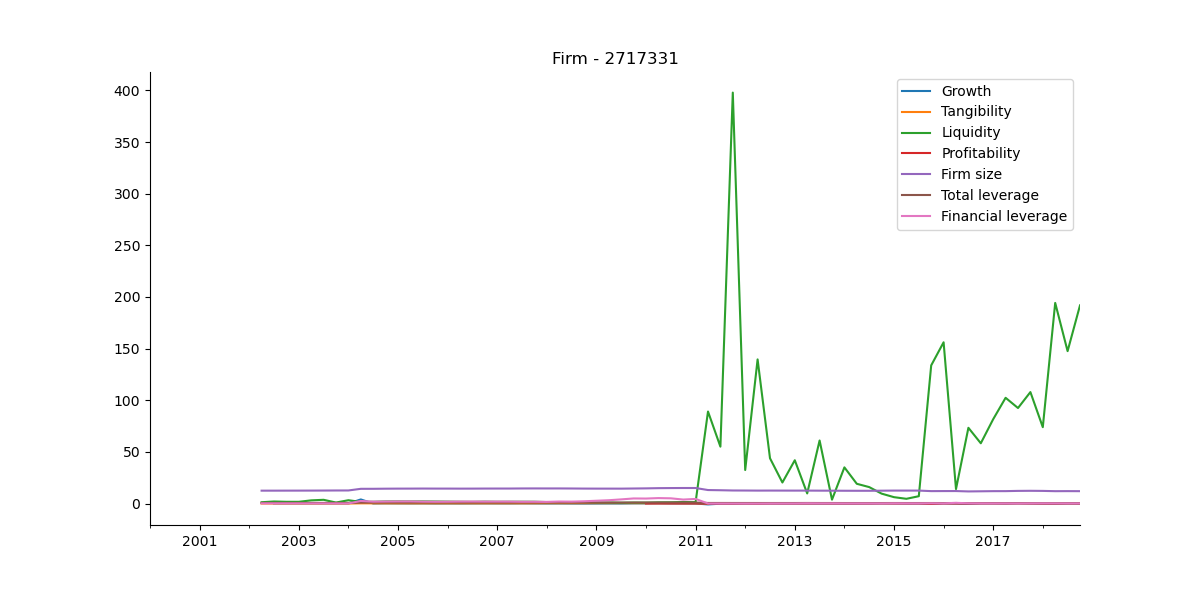 Firm - 2717331
400
350
300
250
200
150
100
50
0
2001 2003 2005 2007 2009 2011 2013 2015 2017
Growth
Tangibility
Liquidity
Profitability
Firm size
Total leverage
Financial leverage